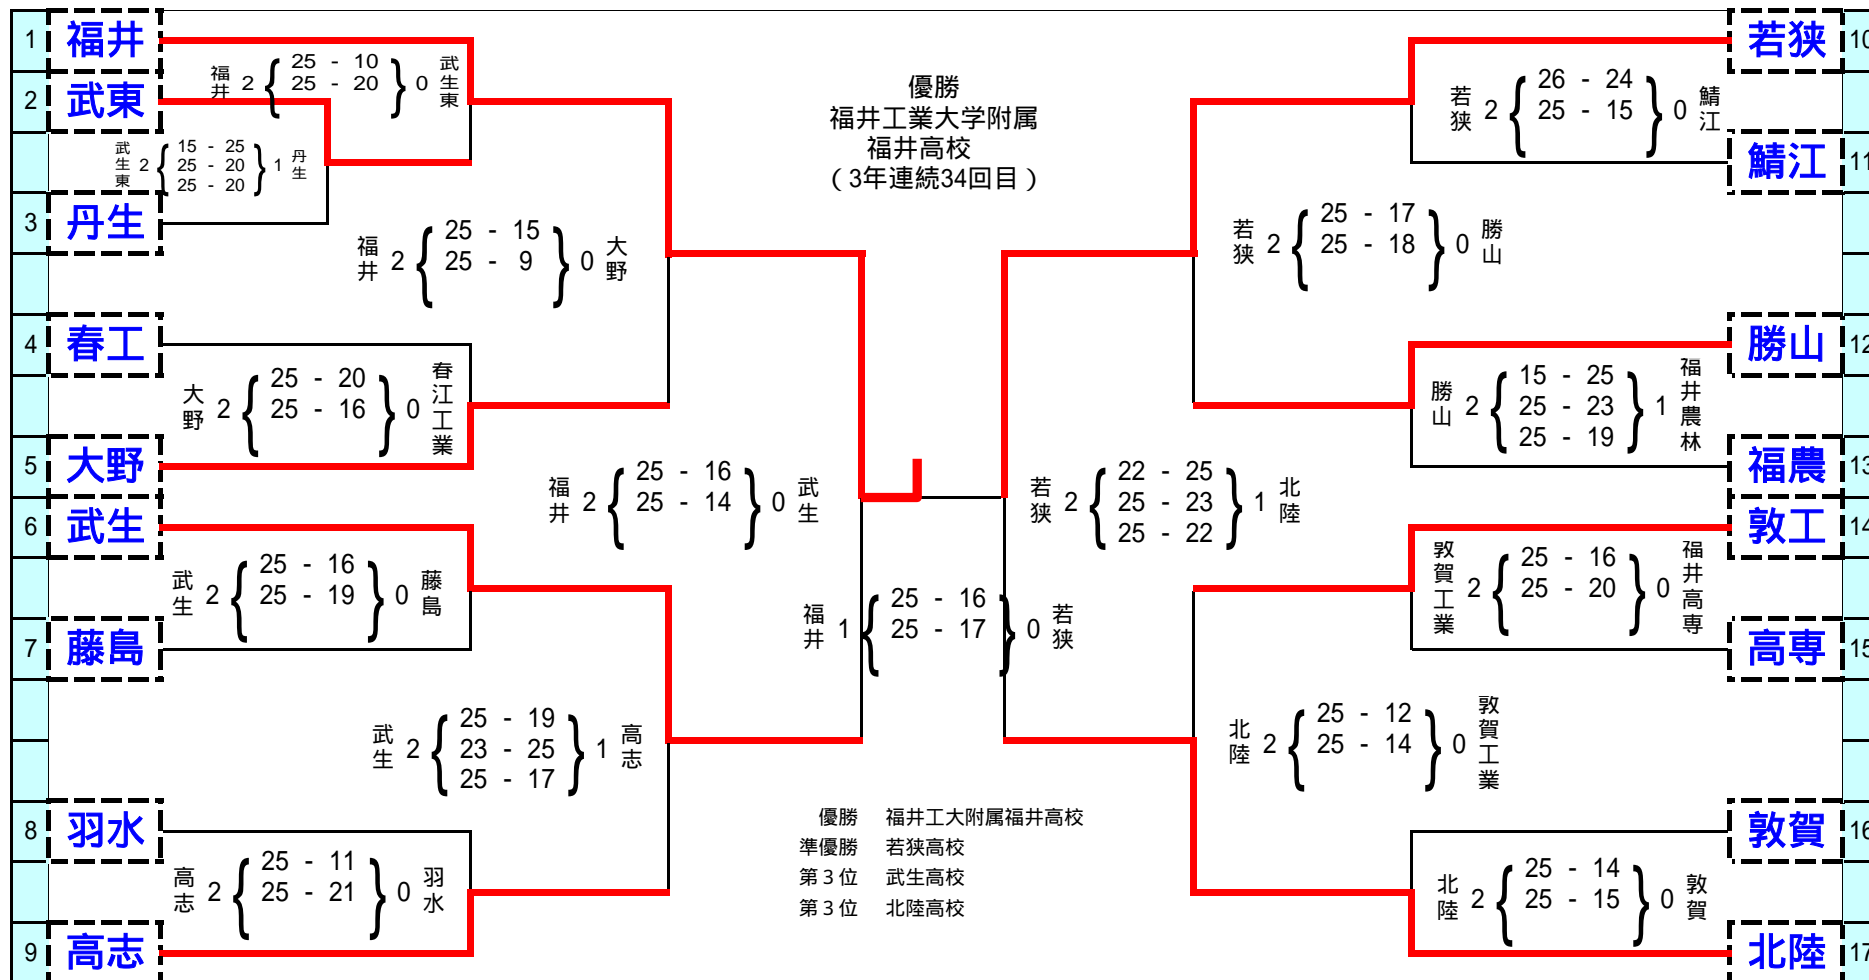 1 福井
2 武東
3 丹生
4 春工
5 大野
6 武生
7 藤島
8 羽水
9 高志
福井 2 { 25 - 10 } 0 武生東
25 - 20
武生東 2 { 15 - 25 } 1 丹生
25 - 20
25 - 20
福井 2 { 25 - 15 } 0 大野
25 - 9
大野 2 { 25 - 20 } 0 春江工業
25 - 16
福井 2 { 25 - 16 } 0 武生
25 - 14
武生 2 { 25 - 16 } 0 藤島
25 - 19
武生 2 { 25 - 19 } 1 高志
23 - 25
25 - 17
高志 2 { 25 - 11 } 0 羽水
25 - 21
優勝
福井工業大学附属
福井高校
(3年連続34回目)
福井 1 { 25 - 16 } 0 若狭
25 - 17
優勝 福井工大附属福井高校
準優勝 若狭高校
第3位 武生高校
第3位 北陸高校
若狭 2 { 26 - 24 } 0 鯖江
25 - 15
若狭 2 { 25 - 17 } 0 勝山
25 - 18
勝山 2 { 15 - 25 } 1 福井農林
25 - 23
25 - 19
若狭 2 { 22 - 25 } 1 北陸
25 - 23
25 - 22
敦賀工業 2 { 25 - 16 } 0 福井高専
25 - 20
北陸 2 { 25 - 12 } 0 敦賀工業
25 - 14
北陸 2 { 25 - 14 } 0 敦賀
25 - 15
若狭 10
鯖江 11
勝山 12
福農 13
敦工 14
高専 15
敦賀 16
北陸 17